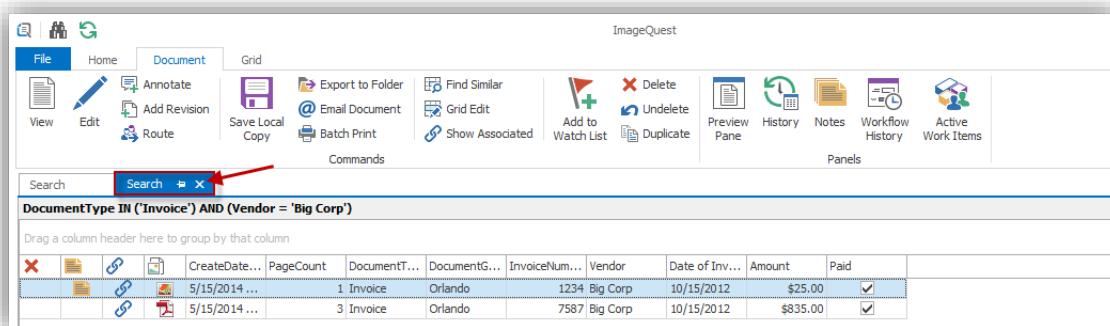 ImageQuest
File Home Document Grid
View
Edit
Annotate
Add Revision
Route
Save Local
Copy
Export to Folder
Email Document
Batch Print
Find Similar
Grid Edit
Show Associated
Add to
Watch List
Delete
Undelete
Duplicate
Preview
Pane
History
Notes
Workflow
History
Active
Work Items
Commands
Panels
Search Search
DocumentType IN ('Invoice') AND (Vendor = 'Big Corp')
Drag a column header here to group by that column
CreateDate... PageCount DocumentT... DocumentG... InvoiceNum... Vendor Date of Inv... Amount Paid
5/15/2014 ... 1 Invoice Orlando 1234 Big Corp 10/15/2012 $25.00
5/15/2014 ... 3 Invoice Orlando 7587 Big Corp 10/15/2012 $835.00